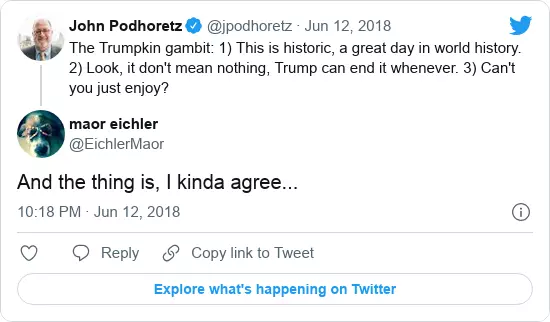 John Podhoretz @jpodhoretz · Jun 12, 2018
The Trumpkin gambit: 1) This is historic, a great day in world history.
2) Look, it don't mean nothing, Trump can end it whenever. 3) Can't
you just enjoy?
maor eichler
@EichlerMaor
And the thing is, I kinda agree...
10:18 PM · Jun 12, 2018
Reply Copy link to Tweet
Explore what's happening on Twitter